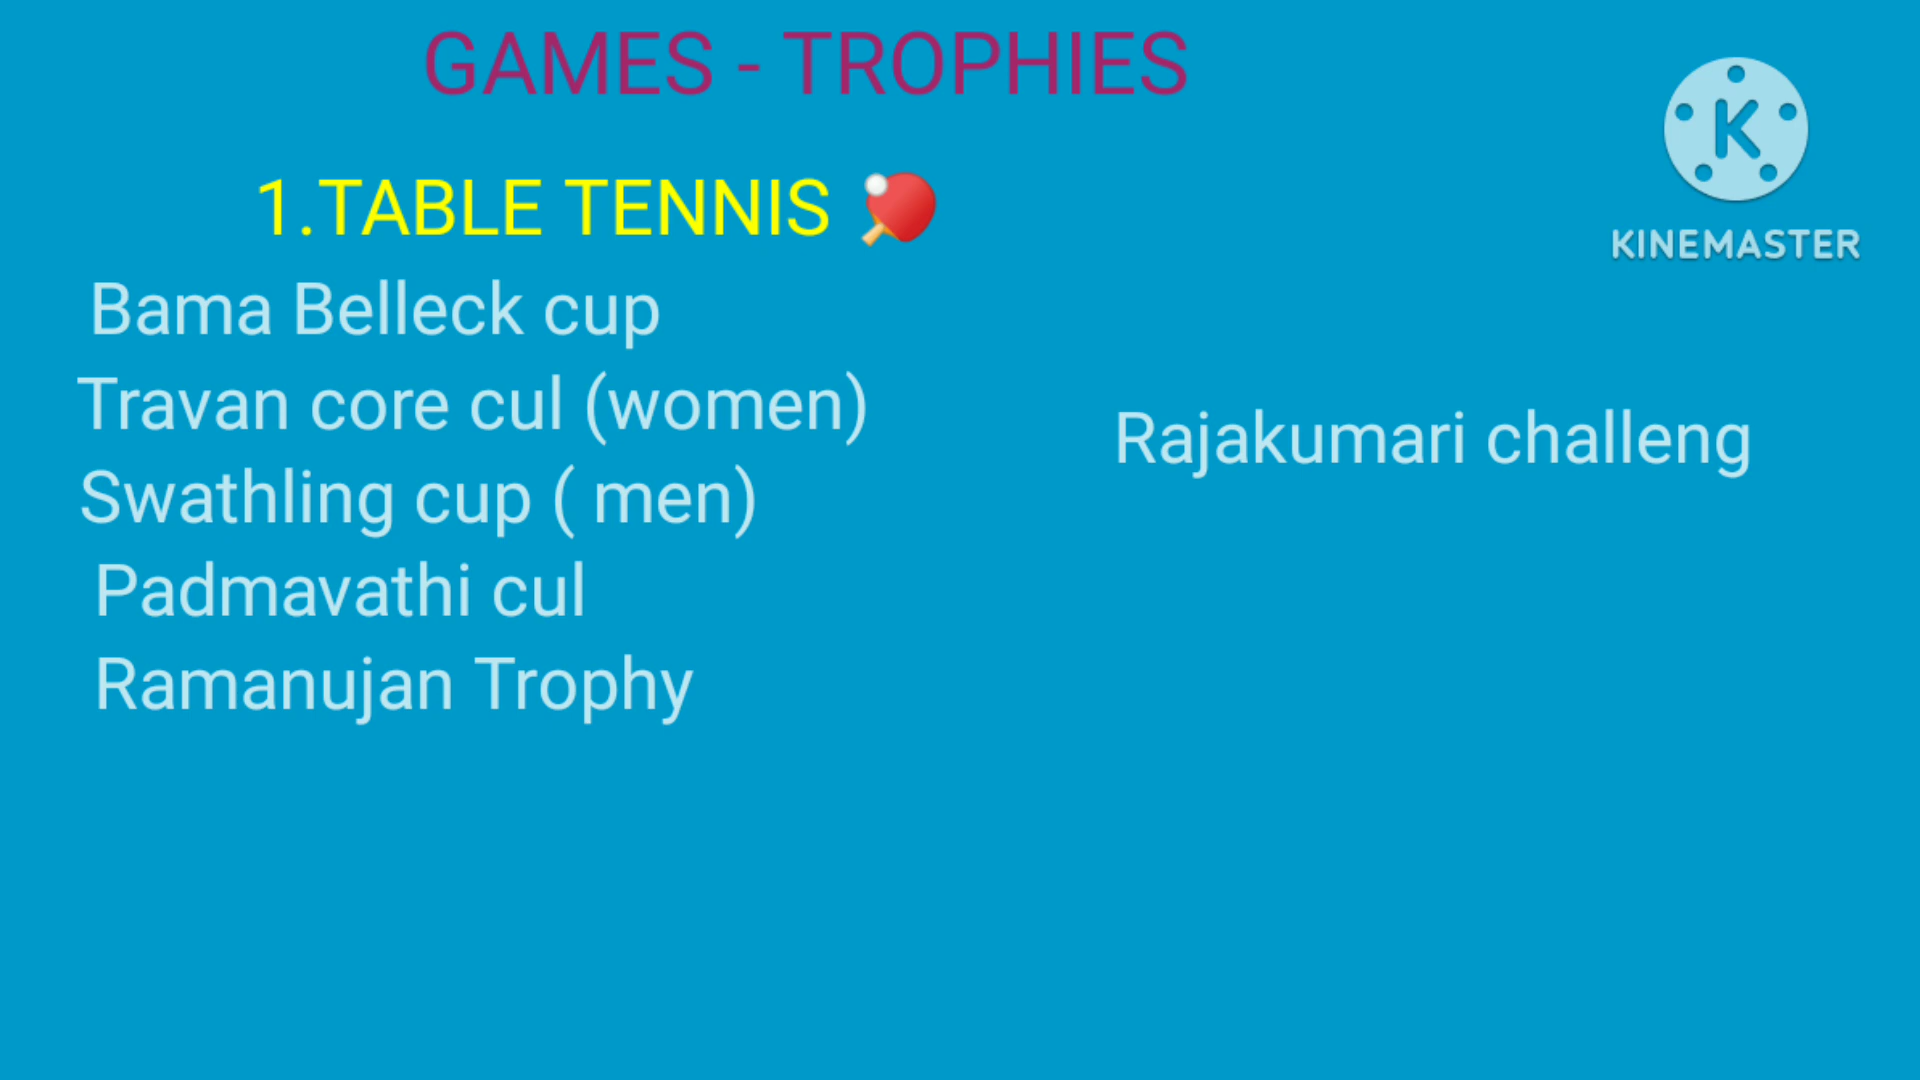 GAMES - TROPHIES
K
KINEMASTER
1.TABLE TENNIS 🏓
Bama Belleck cup
Travan core cul (women)
Swathling cup ( men)
Padmavathi cul
Ramanujan Trophy
Rajakumari challeng